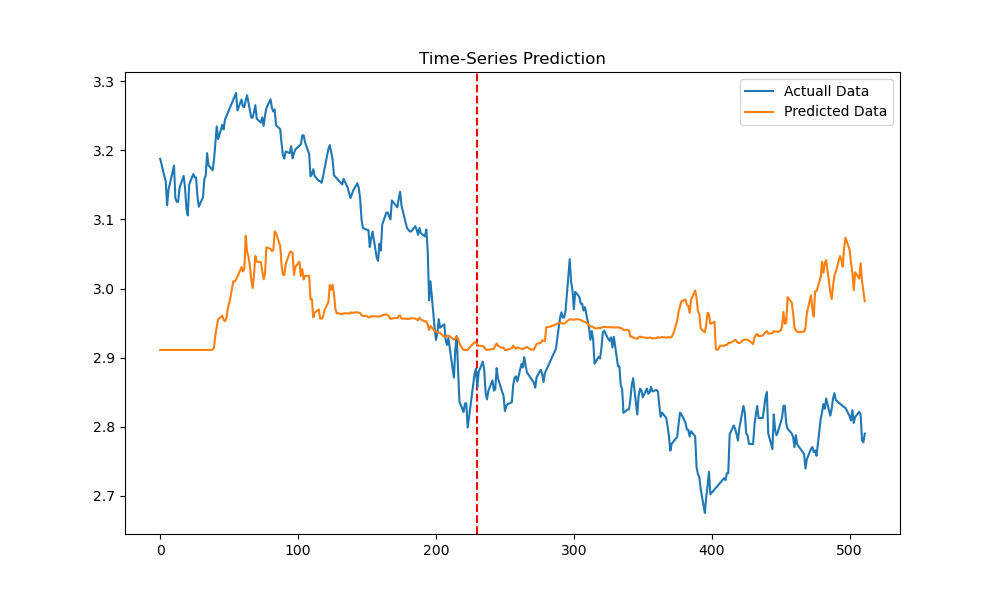 Time-Series Prediction
Actuall Data
Predicted Data
3.3
3.2
3.1
3.0
2.9
2.8
2.7
0 100 200 300 400 500